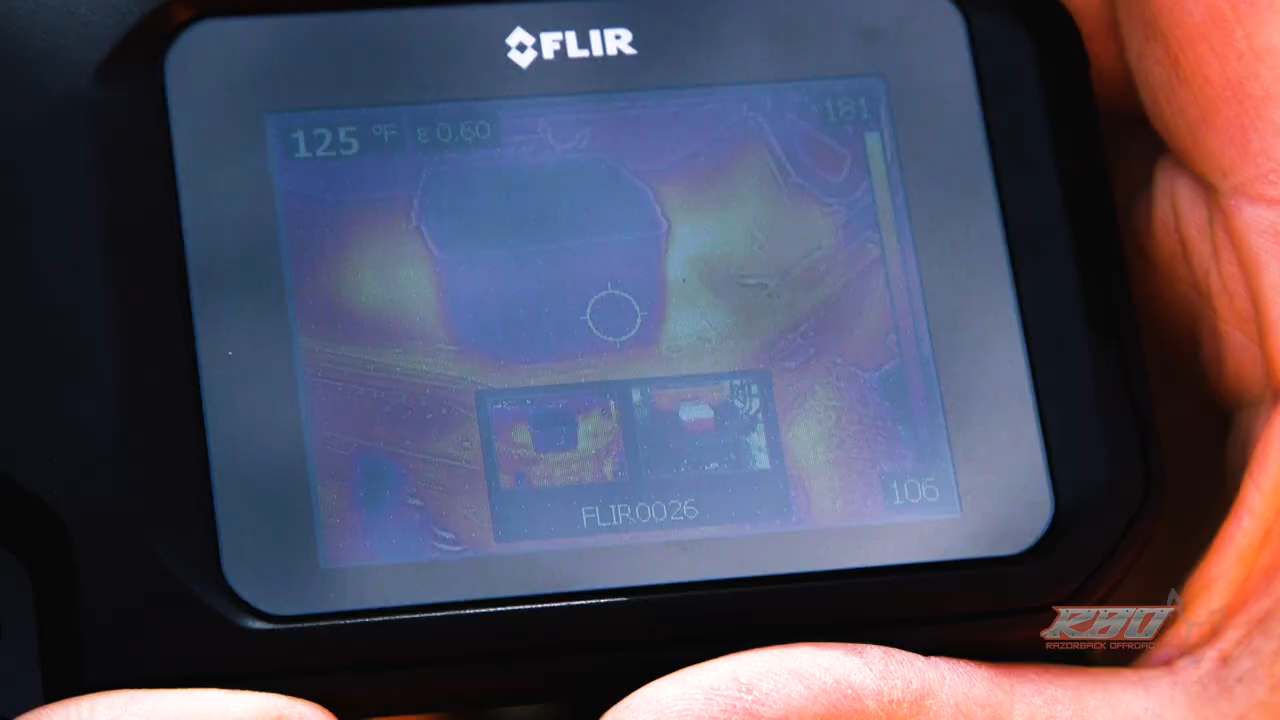 FLIR
125 °F ε 0.60
181
106
FLIR0026
RBO
RAZORBACK OFFROAD